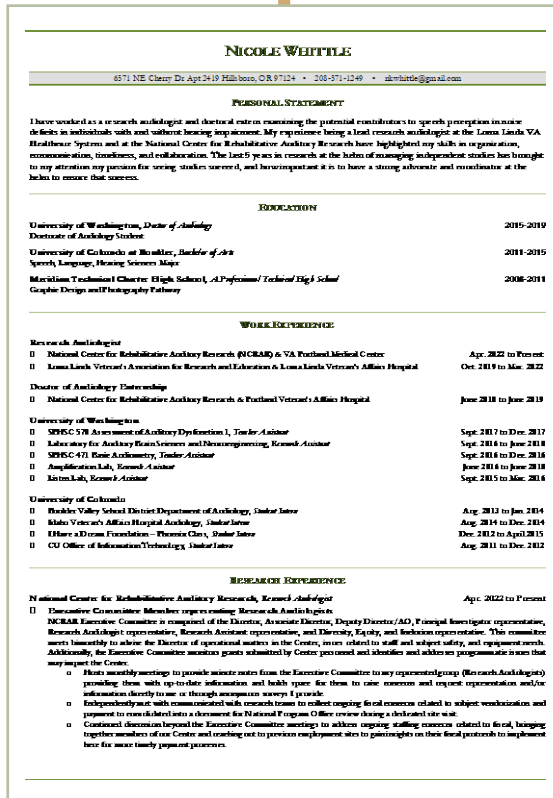 NICOLE WHITTLE
6571 NE Cherry Dr Apt 2419 Hillsboro, OR 97124 • 208-571-1249 • nkwhittle@gmail.com
PERSONAL STATEMENT
I have worked as a research audiologist and doctoral extern examining the potential contributors to speech perception in noise
deficits in individuals with and without hearing impairment. My experience being a lead research audiologist at the Loma Linda VA
Healthcare System and at the National Center for Rehabilitative Auditory Research have highlighted my skills in organization,
communication, timeliness, and collaboration. The last 5 years in research at the helm of managing independent studies has brought
to my attention my passion for seeing studies succeed, and how important it is to have a strong advocate and coordinator at the
helm to ensure that success.
EDUCATION
University of Washington, Doctor of Audiology 2015-2019
Doctorate of Audiology Student
University of Colorado at Boulder, Bachelor of Arts 2011-2015
Speech, Language, Hearing Sciences Major
Meridian Technical Charter High School, A Professional Technical High School 2008-2011
Graphic Design and Photography Pathway
WORK EXPERIENCE
Research Audiologist
National Center for Rehabilitative Auditory Research (NCRAR) & VA Portland Medical Center Apr. 2022 to Present
Loma Linda Veteran's Association for Research and Education & Loma Linda Veteran's Affairs Hospital Oct. 2019 to Mar. 2022
Doctor of Audiology Externship
National Center for Rehabilitative Auditory Research & Portland Veteran's Affairs Hospital June 2018 to June 2019
University of Washington
SPHSC 570 Assessment of Auditory Dysfunction 1, Teacher Assistant Sept. 2017 to Dec. 2017
Laboratory for Auditory Brain Sciences and Neuroengineering, Research Assistant Sept. 2016 to June 2018
SPHSC 471 Basic Audiometry, Teacher Assistant Sept. 2016 to Dec. 2016
Amplification Lab, Research Assistant June 2016 to June 2018
Listen Lab, Research Assistant Sept. 2015 to Mar. 2016
University of Colorado
Boulder Valley School District Department of Audiology, Student Intern Aug. 2013 to Jan. 2014
Idaho Veteran's Affairs Hospital Audiology, Student Intern Aug. 2014 to Dec. 2014
I Have a Dream Foundation – Phoenix Class, Student Intern Dec. 2012 to April 2015
CU Office of Information Technology, Student Intern Aug. 2011 to Dec. 2012
RESEARCH EXPERIENCE
National Center for Rehabilitative Auditory Research, Research Audiologist Apr. 2022 to Present
Executive Committee Member representing Research Audiologists
NCRAR Executive Committee is comprised of the Director, Associate Director, Deputy Director/AO, Principal Investigator representative,
Research Audiologist representative, Research Assistant representative, and Diversity, Equity, and Inclusion representative. This committee
meets bimonthly to advise the Director of operational matters in the Center, issues related to staff and subject safety, and equipment needs.
Additionally, the Executive Committee monitors grants submitted by Center personnel and identifies and addresses programmatic issues that
may impact the Center.
o Hosts monthly meetings to provide minute notes from the Executive Committee to my represented group (Research Audiologists)
providing them with up-to-date information and holds space for them to raise concerns and request representation and/or
information directly to me or through anonymous surveys I provide.
o Independently met with communicated with research teams to collect ongoing fiscal concerns related to subject vendorization and
payment to consolidated into a document for National Program Office review during a dedicated site visit.
o Continued discussion beyond the Executive Committee meetings to address ongoing staffing concerns related to fiscal, bringing
together members of our Center and reaching out to previous employment sites to gain insights on their fiscal protocols to implement
here for more timely payment processes.